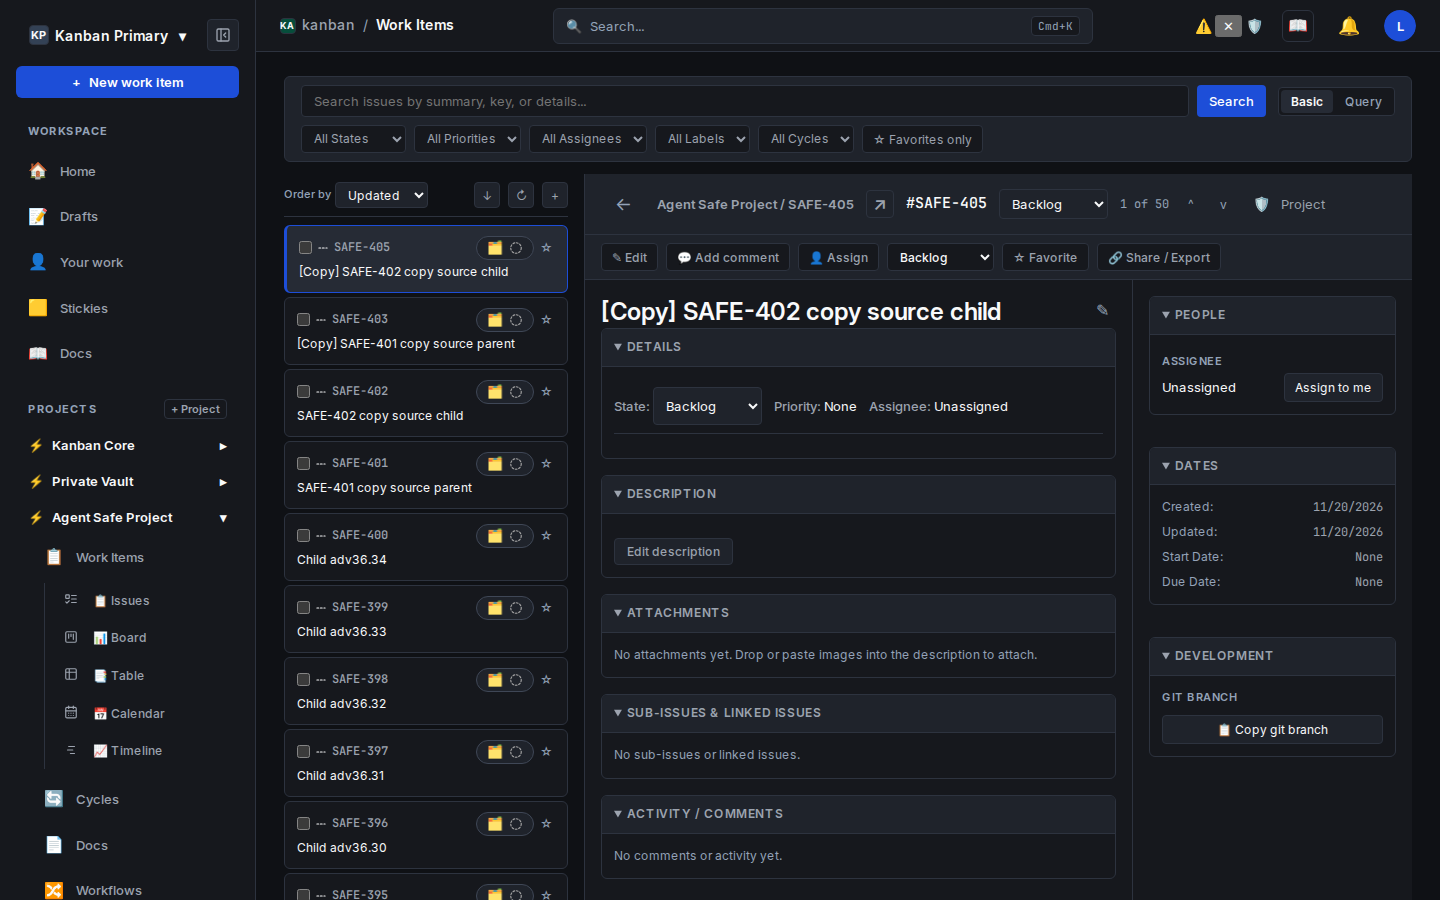 KP Kanban Primary ▾
+ New work item
WORKSPACE
Home
Drafts
Your work
Stickies
Docs
PROJECTS
+ Project
Kanban Core
Private Vault
Agent Safe Project
Work Items
Issues
Board
Table
Calendar
Timeline
Cycles
Docs
Workflows
KA kanban / Work Items
Search...
Cmd+K
L
Search issues by summary, key, or details...
Search
Basic
Query
All States
All Priorities
All Assignees
All Labels
All Cycles
☆ Favorites only
Order by
Updated
--- SAFE-405
[Copy] SAFE-402 copy source child
--- SAFE-403
[Copy] SAFE-401 copy source parent
--- SAFE-402
SAFE-402 copy source child
--- SAFE-401
SAFE-401 copy source parent
--- SAFE-400
Child adv36.34
--- SAFE-399
Child adv36.33
--- SAFE-398
Child adv36.32
--- SAFE-397
Child adv36.31
--- SAFE-396
Child adv36.30
--- SAFE-395
Agent Safe Project / SAFE-405
#SAFE-405
Backlog
1 of 50
^
v
Project
✎ Edit
Add comment
Assign
Backlog
☆ Favorite
Share / Export
[Copy] SAFE-402 copy source child
▾ DETAILS
State: Backlog
Priority: None
Assignee: Unassigned
▾ DESCRIPTION
Edit description
▾ ATTACHMENTS
No attachments yet. Drop or paste images into the description to attach.
▾ SUB-ISSUES & LINKED ISSUES
No sub-issues or linked issues.
▾ ACTIVITY / COMMENTS
No comments or activity yet.
▾ PEOPLE
ASSIGNEE
Unassigned
Assign to me
▾ DATES
Created: 11/20/2026
Updated: 11/20/2026
Start Date: None
Due Date: None
▾ DEVELOPMENT
GIT BRANCH
Copy git branch